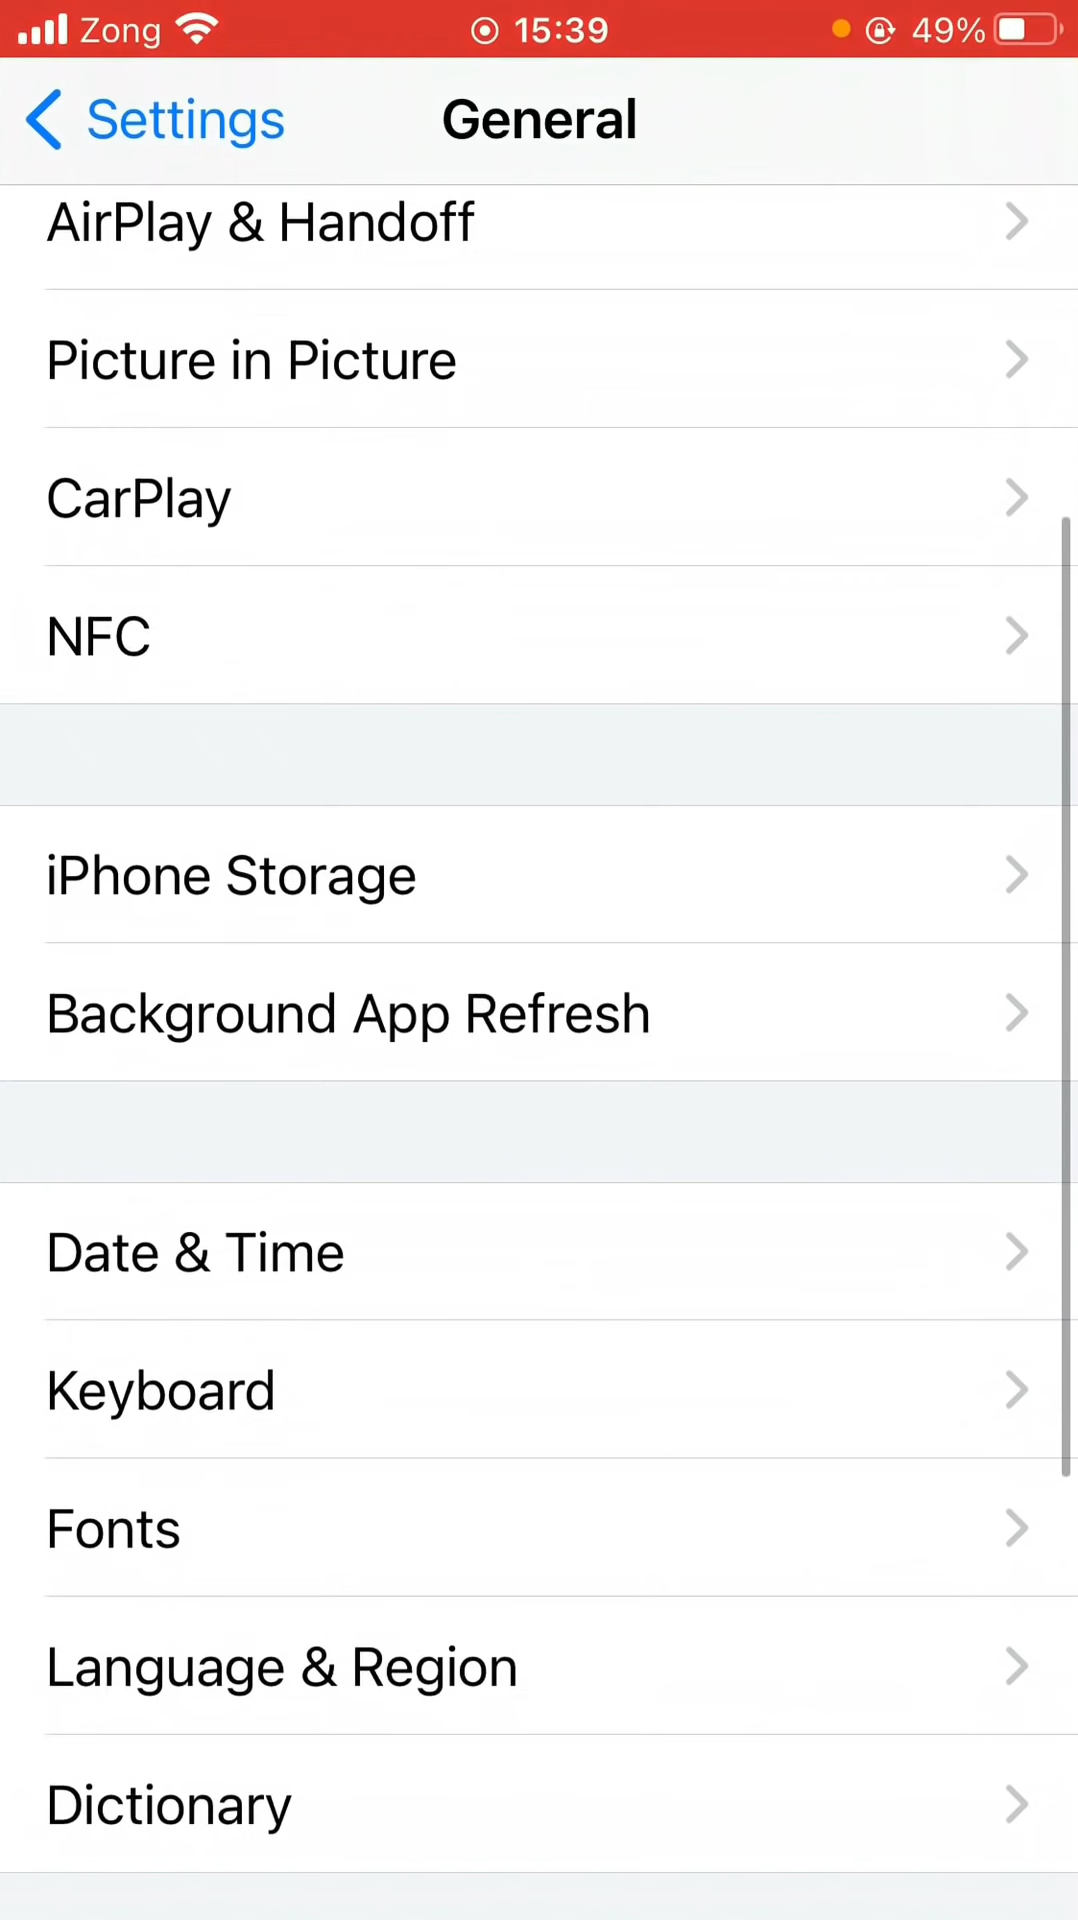 Zong 15:39 49%
Settings General
AirPlay & Handoff
Picture in Picture
CarPlay
NFC
iPhone Storage
Background App Refresh
Date & Time
Keyboard
Fonts
Language & Region
Dictionary